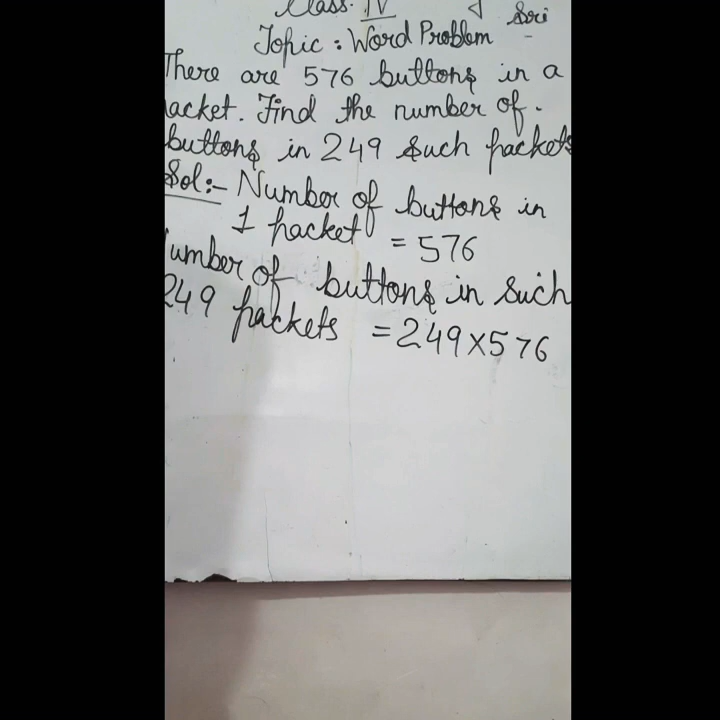 Class. IV Sri
Topic : Word Problem
There are 576 buttons in a
acket. Find the number of.
buttons in 249 such packets
Sol:- Number of buttons in
1 packet = 576
umber of buttons in such
249 packets = 249×576